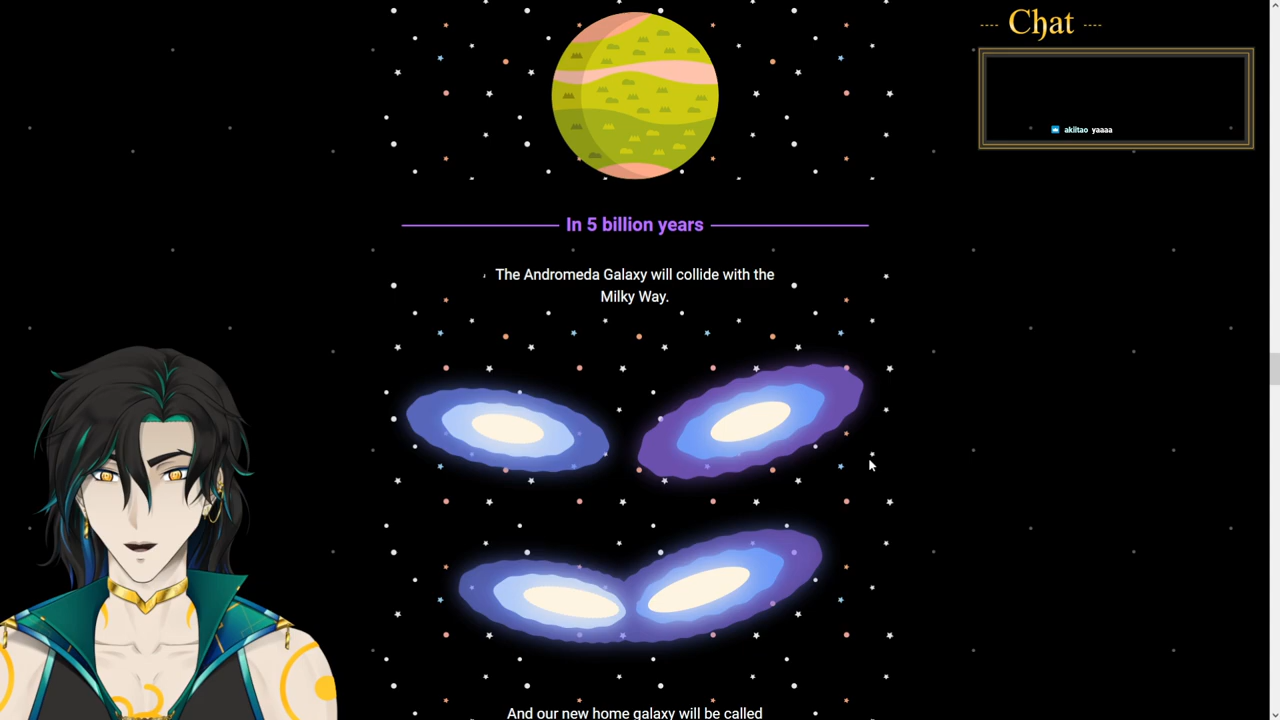 Chat
akiitao yaaaa
In 5 billion years
The Andromeda Galaxy will collide with the
Milky Way.
And our new home galaxy will be called